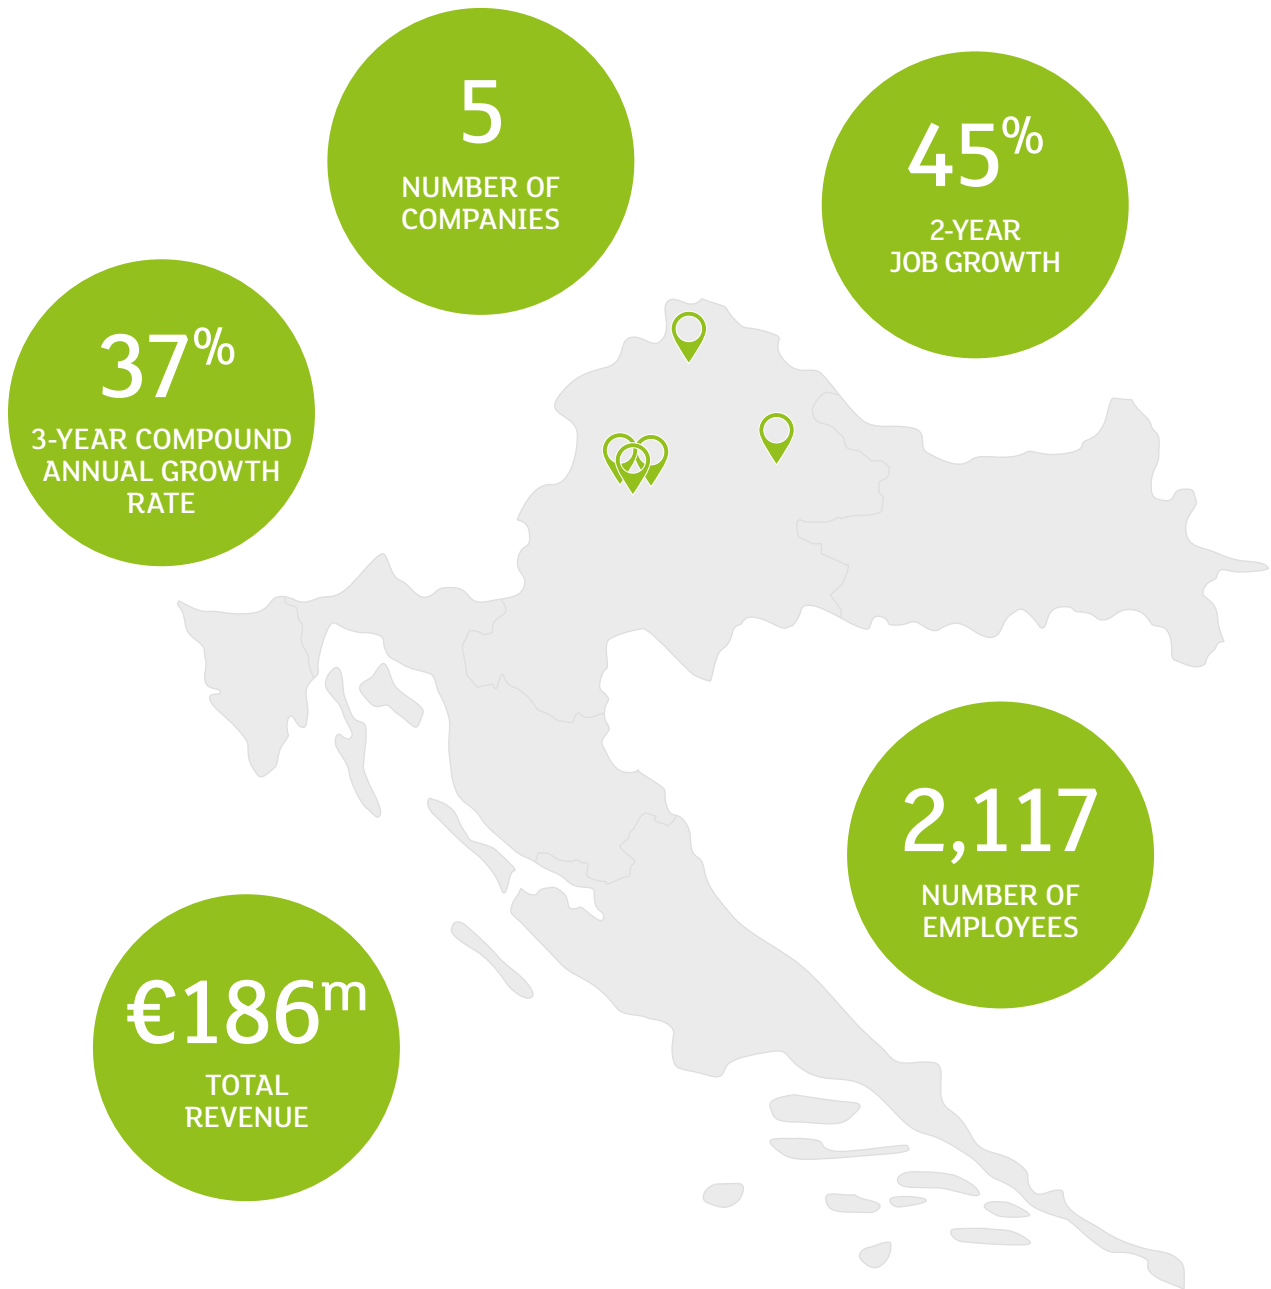 5
NUMBER OF
COMPANIES
45%
2-YEAR
JOB GROWTH
37%
3-YEAR COMPOUND
ANNUAL GROWTH
RATE
2,117
NUMBER OF
EMPLOYEES
€186m
TOTAL
REVENUE